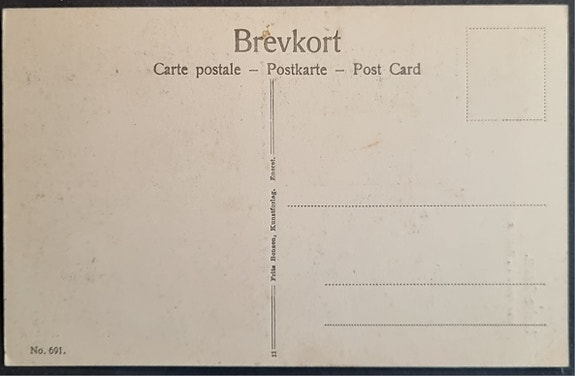 Brevkort
Carte postale – Postkarte – Post Card
Fritz Benzen, Kunstforlag. Eneret.
No. 691.